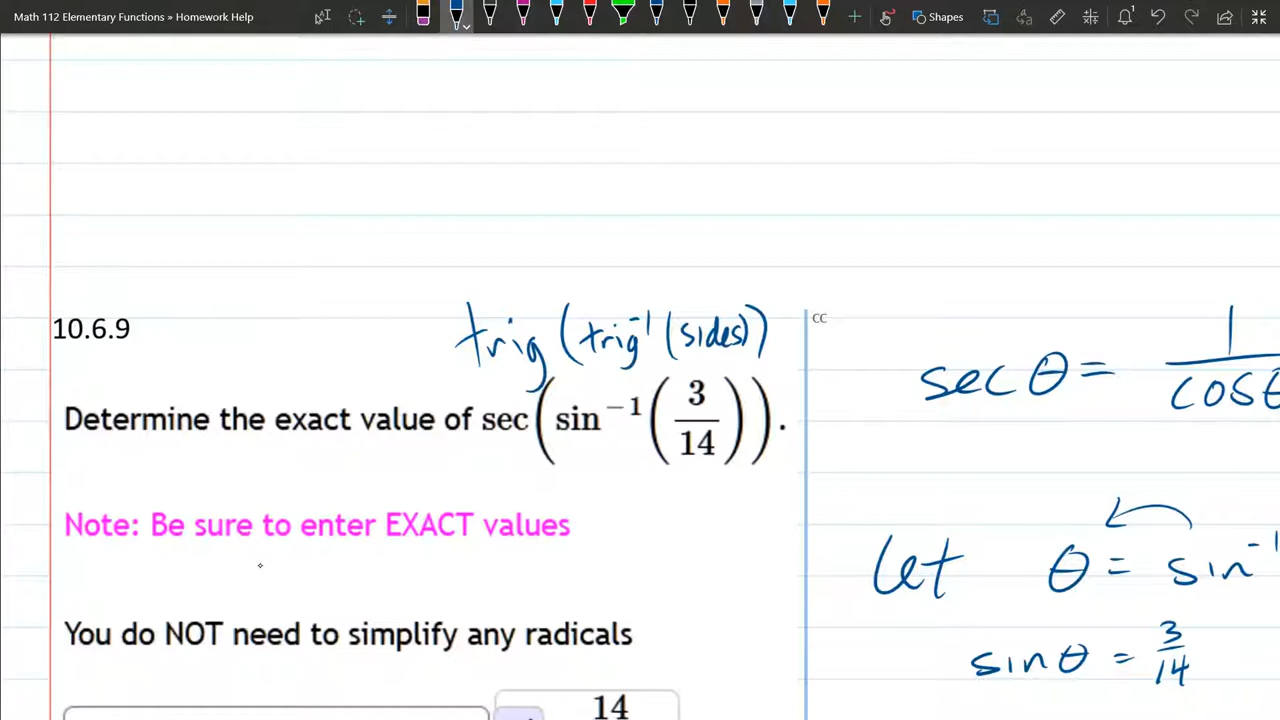 Math 112 Elementary Functions » Homework Help
Shapes
10.6.9
trig (trig⁻¹ (sides))
Determine the exact value of sec(sin⁻¹(3/14)).
Note: Be sure to enter EXACT values
You do NOT need to simplify any radicals
14
CC
sec θ = 1/cos θ
Let θ = sin⁻¹
sin θ = 3/14